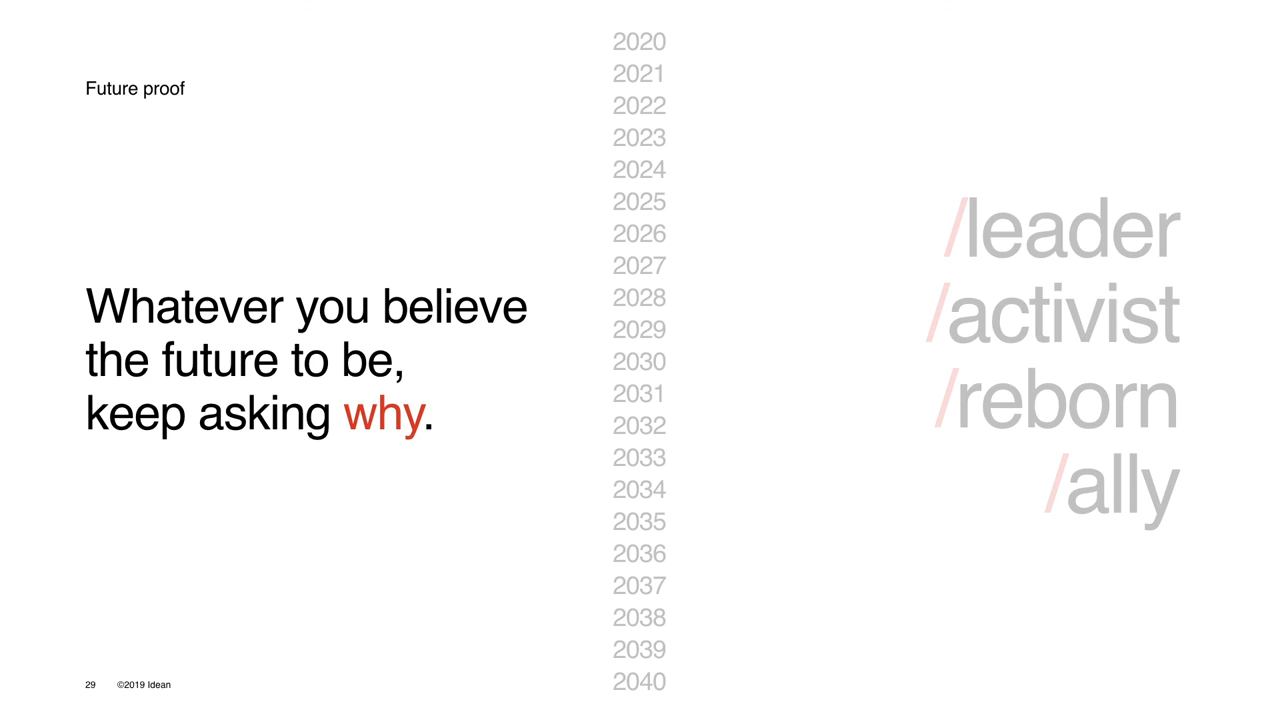 Future proof
Whatever you believe
the future to be,
keep asking why.
2020
2021
2022
2023
2024
2025
2026
2027
2028
2029
2030
2031
2032
2033
2034
2035
2036
2037
2038
2039
2040
/leader
/activist
/reborn
/ally
29 ©2019 Idean